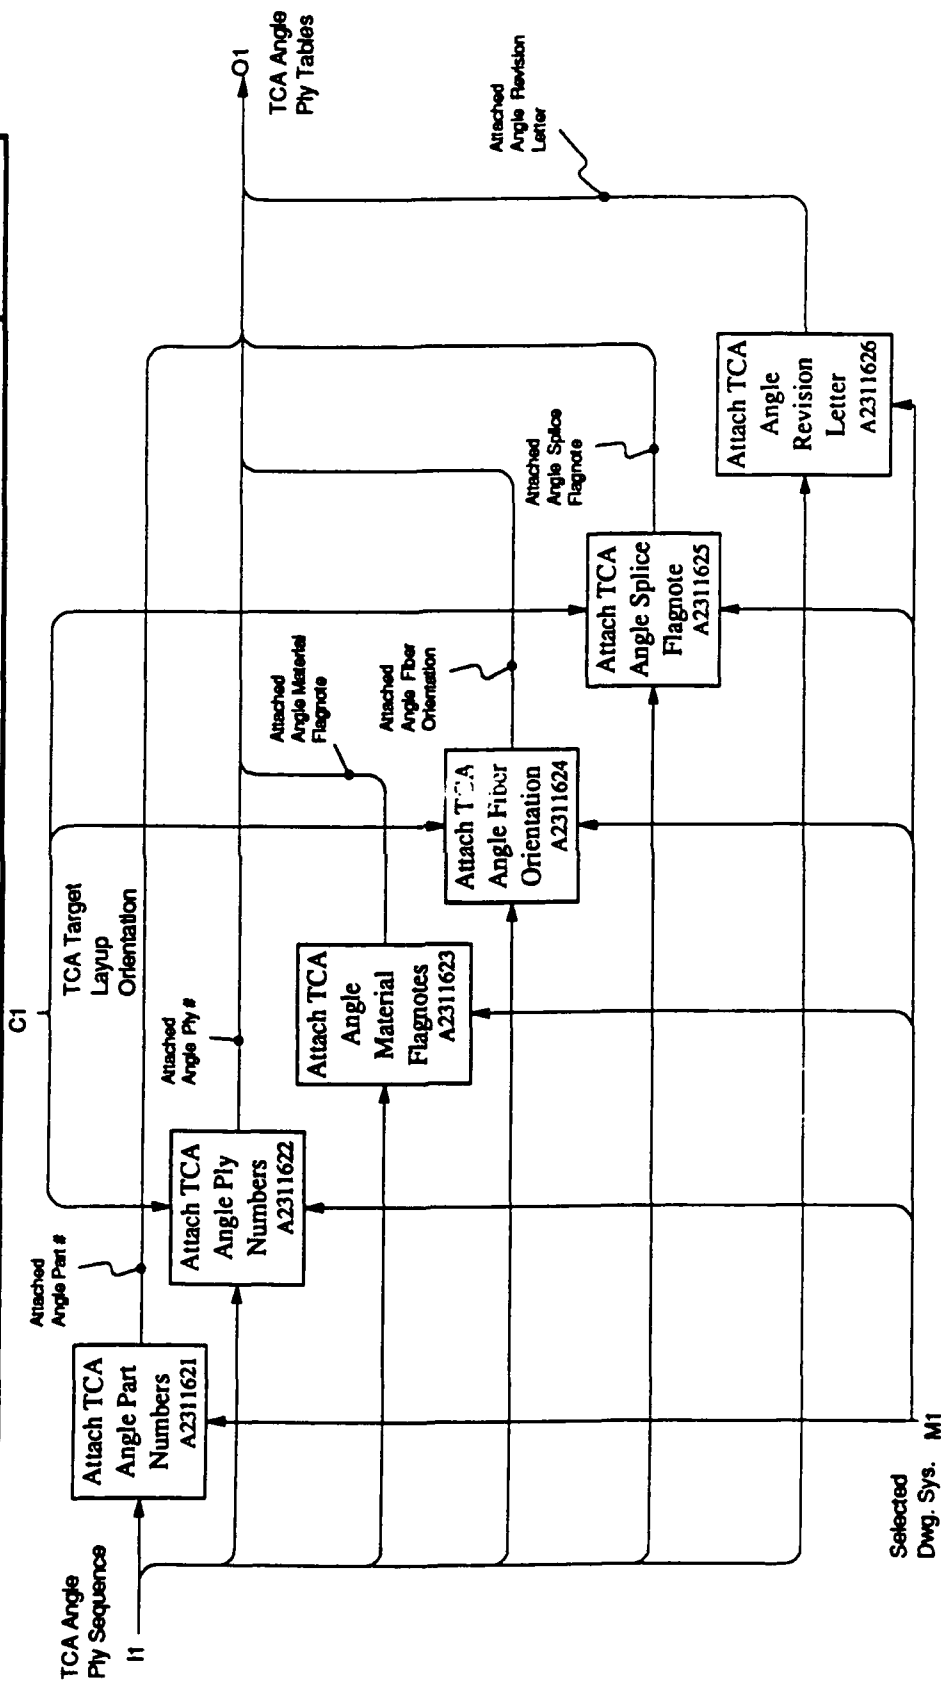 C1
TCA Target
Layup
Orientation
TCA Angle
Ply Sequence
I1
Attach TCA
Angle Part
Numbers
A2311621
Attached
Angle Part #
Attach TCA
Angle Ply
Numbers
A2311622
Attached
Angle Ply #
Attach TCA
Angle
Material
Flagnotes
A2311623
Attached
Angle Material
Flagnote
Attach TCA
Angle Fiber
Orientation
A2311624
Attached
Angle Fiber
Orientation
Attach TCA
Angle Splice
Flagnote
A2311625
Attached
Angle Splice
Flagnote
Attach TCA
Angle
Revision
Letter
A2311626
Attached
Angle Revision
Letter
O1
TCA Angle
Ply Tables
Selected
Dwg. Sys. M1